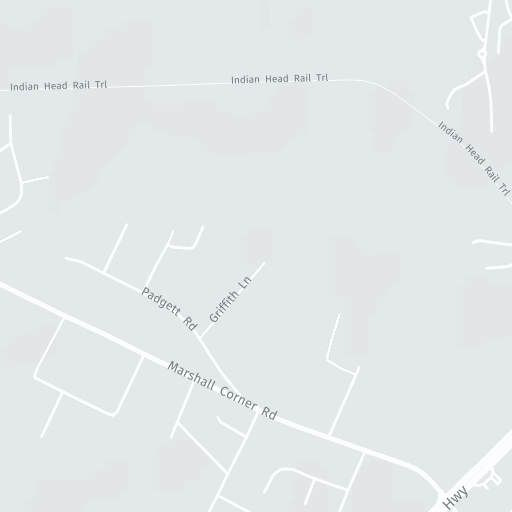 Indian Head Rail Trl
Indian Head Rail Trl
Indian Head Rail Trl
Griffith Ln
Padgett Rd
Marshall Corner Rd
Hwy